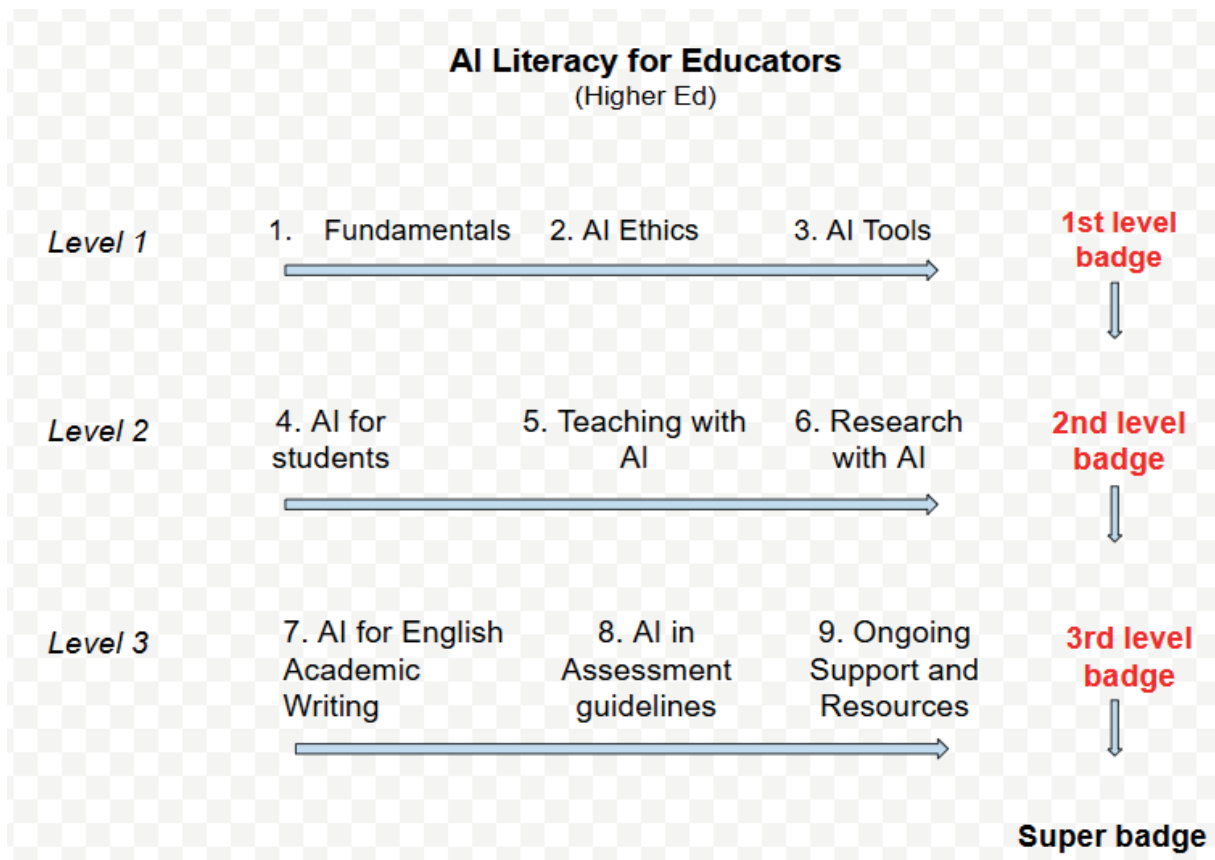 AI Literacy for Educators
(Higher Ed)
Level 1
1. Fundamentals
2. AI Ethics
3. AI Tools
1st level
badge
Level 2
4. AI for
students
5. Teaching with
AI
6. Research
with AI
2nd level
badge
Level 3
7. AI for English
Academic
Writing
8. AI in
Assessment
guidelines
9. Ongoing
Support and
Resources
3rd level
badge
Super badge